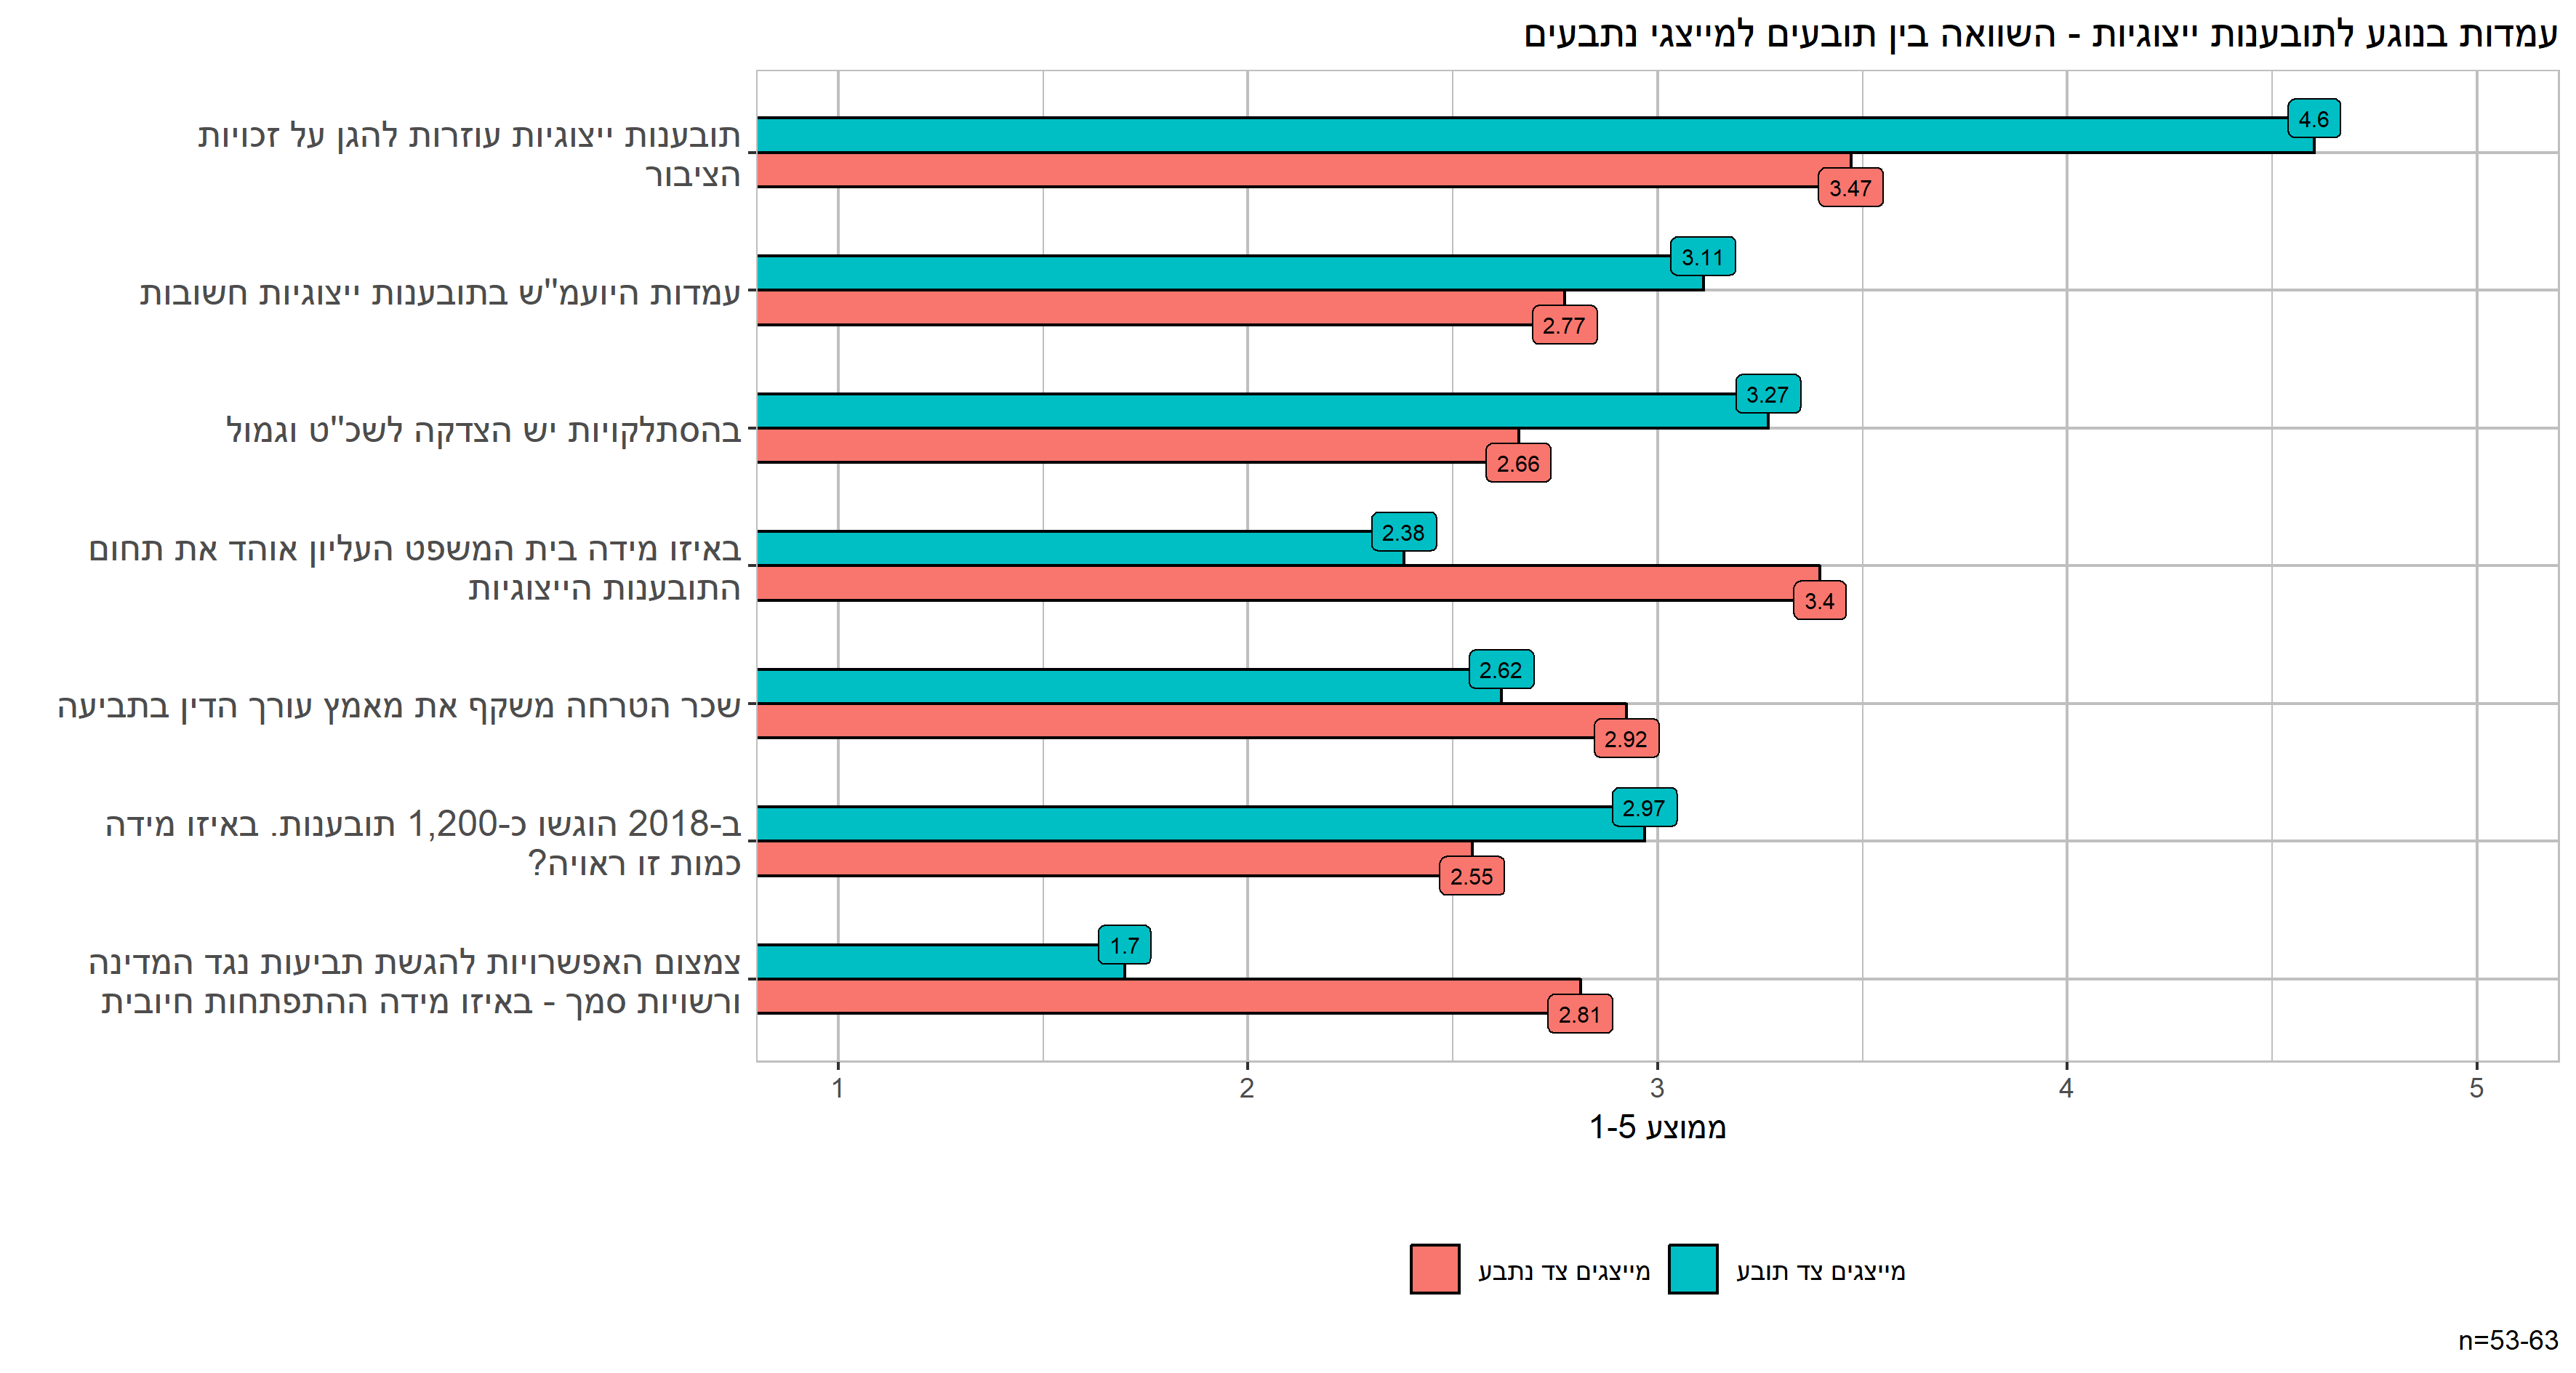 עמדות בנוגע לתובענות ייצוגיות - השוואה בין תובעים למייצגי נתבעים
תובענות ייצוגיות עוזרות להגן על זכויות
הציבור
4.6
3.47
עמדות היועמ"ש בתובענות ייצוגיות חשובות
3.11
2.77
בהסתלקויות יש הצדקה לשכ"ט וגמול
3.27
2.66
באיזו מידה בית המשפט העליון אוהד את תחום
התובענות הייצוגיות
2.38
3.4
שכר הטרחה משקף את מאמץ עורך הדין בתביעה
2.62
2.92
ב-2018 הוגשו כ-1,200 תובענות. באיזו מידה
כמות זו ראויה?
2.97
2.55
צמצום האפשרויות להגשת תביעות נגד המדינה
ורשויות סמך - באיזו מידה ההתפתחות חיובית
1.7
2.81
1 2 3 4 5
ממוצע 1-5
מייצגים צד תובע
מייצגים צד נתבע
n=53-63